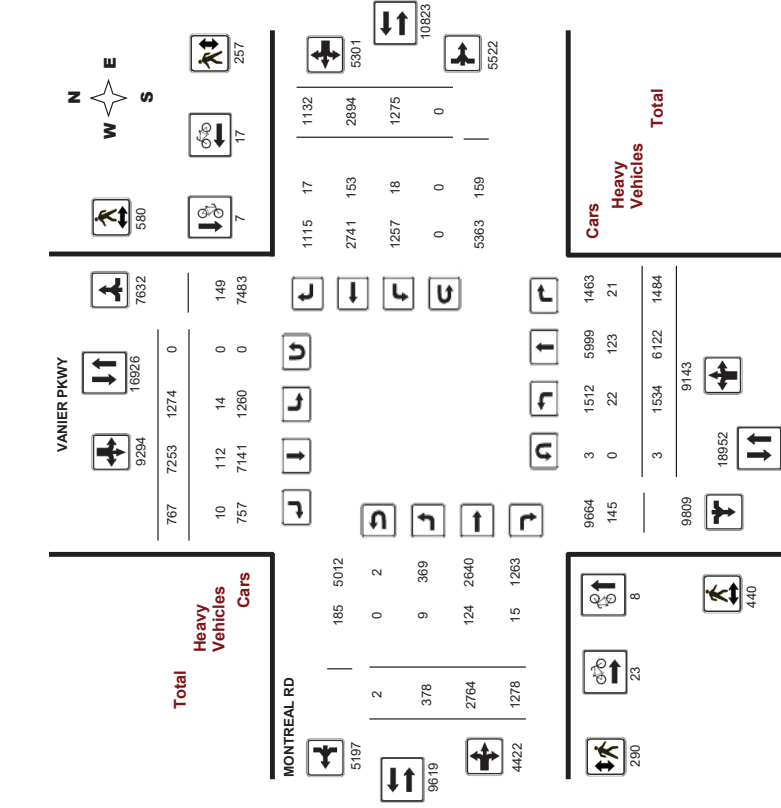 N
W E
S
257
17
580
7
VANIER PKWY
9294 16926 7632
767 7253 1274 0
10 112 14 0 149
757 7141 1260 0 7483
Total
Heavy
Vehicles
Cars
10823
5301
5522
1115 17 1132
2741 153 2894
1257 18 1275
0 0 0
5363 159
MONTREAL RD
5197
9619
4422
185 5012
2 0 2
378 9 369
2764 124 2640
1278 15 1263
Cars
Heavy
Vehicles
Total
9664 3 1512 5999 1463
145 0 22 123 21
3 1534 6122 1484
9809 18952 9143
8
23
290
440